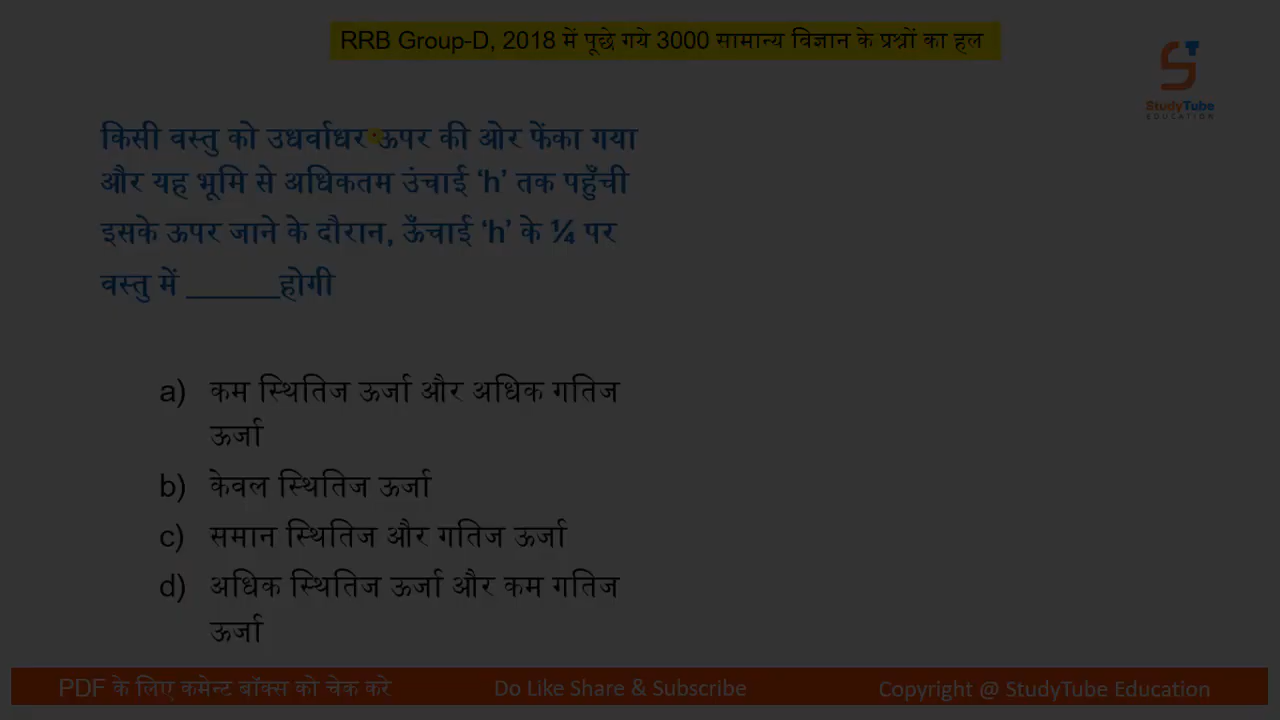 RRB Group-D, 2018 में पूछे गये 3000 सामान्य विज्ञान के प्रश्नों का हल
StudyTube
EDUCATION
किसी वस्तु को उधर्वाधर ऊपर की ओर फेंका गया
और यह भूमि से अधिकतम उंचाई ‘h’ तक पहुँची
इसके ऊपर जाने के दौरान, ऊँचाई ‘h’ के ¼ पर
वस्तु में ______होगी
a) कम स्थितिज ऊर्जा और अधिक गतिज
ऊर्जा
b) केवल स्थितिज ऊर्जा
c) समान स्थितिज और गतिज ऊर्जा
d) अधिक स्थितिज ऊर्जा और कम गतिज
ऊर्जा
PDF के लिए कमेन्ट बॉक्स को चेक करे Do Like Share & Subscribe Copyright @ StudyTube Education